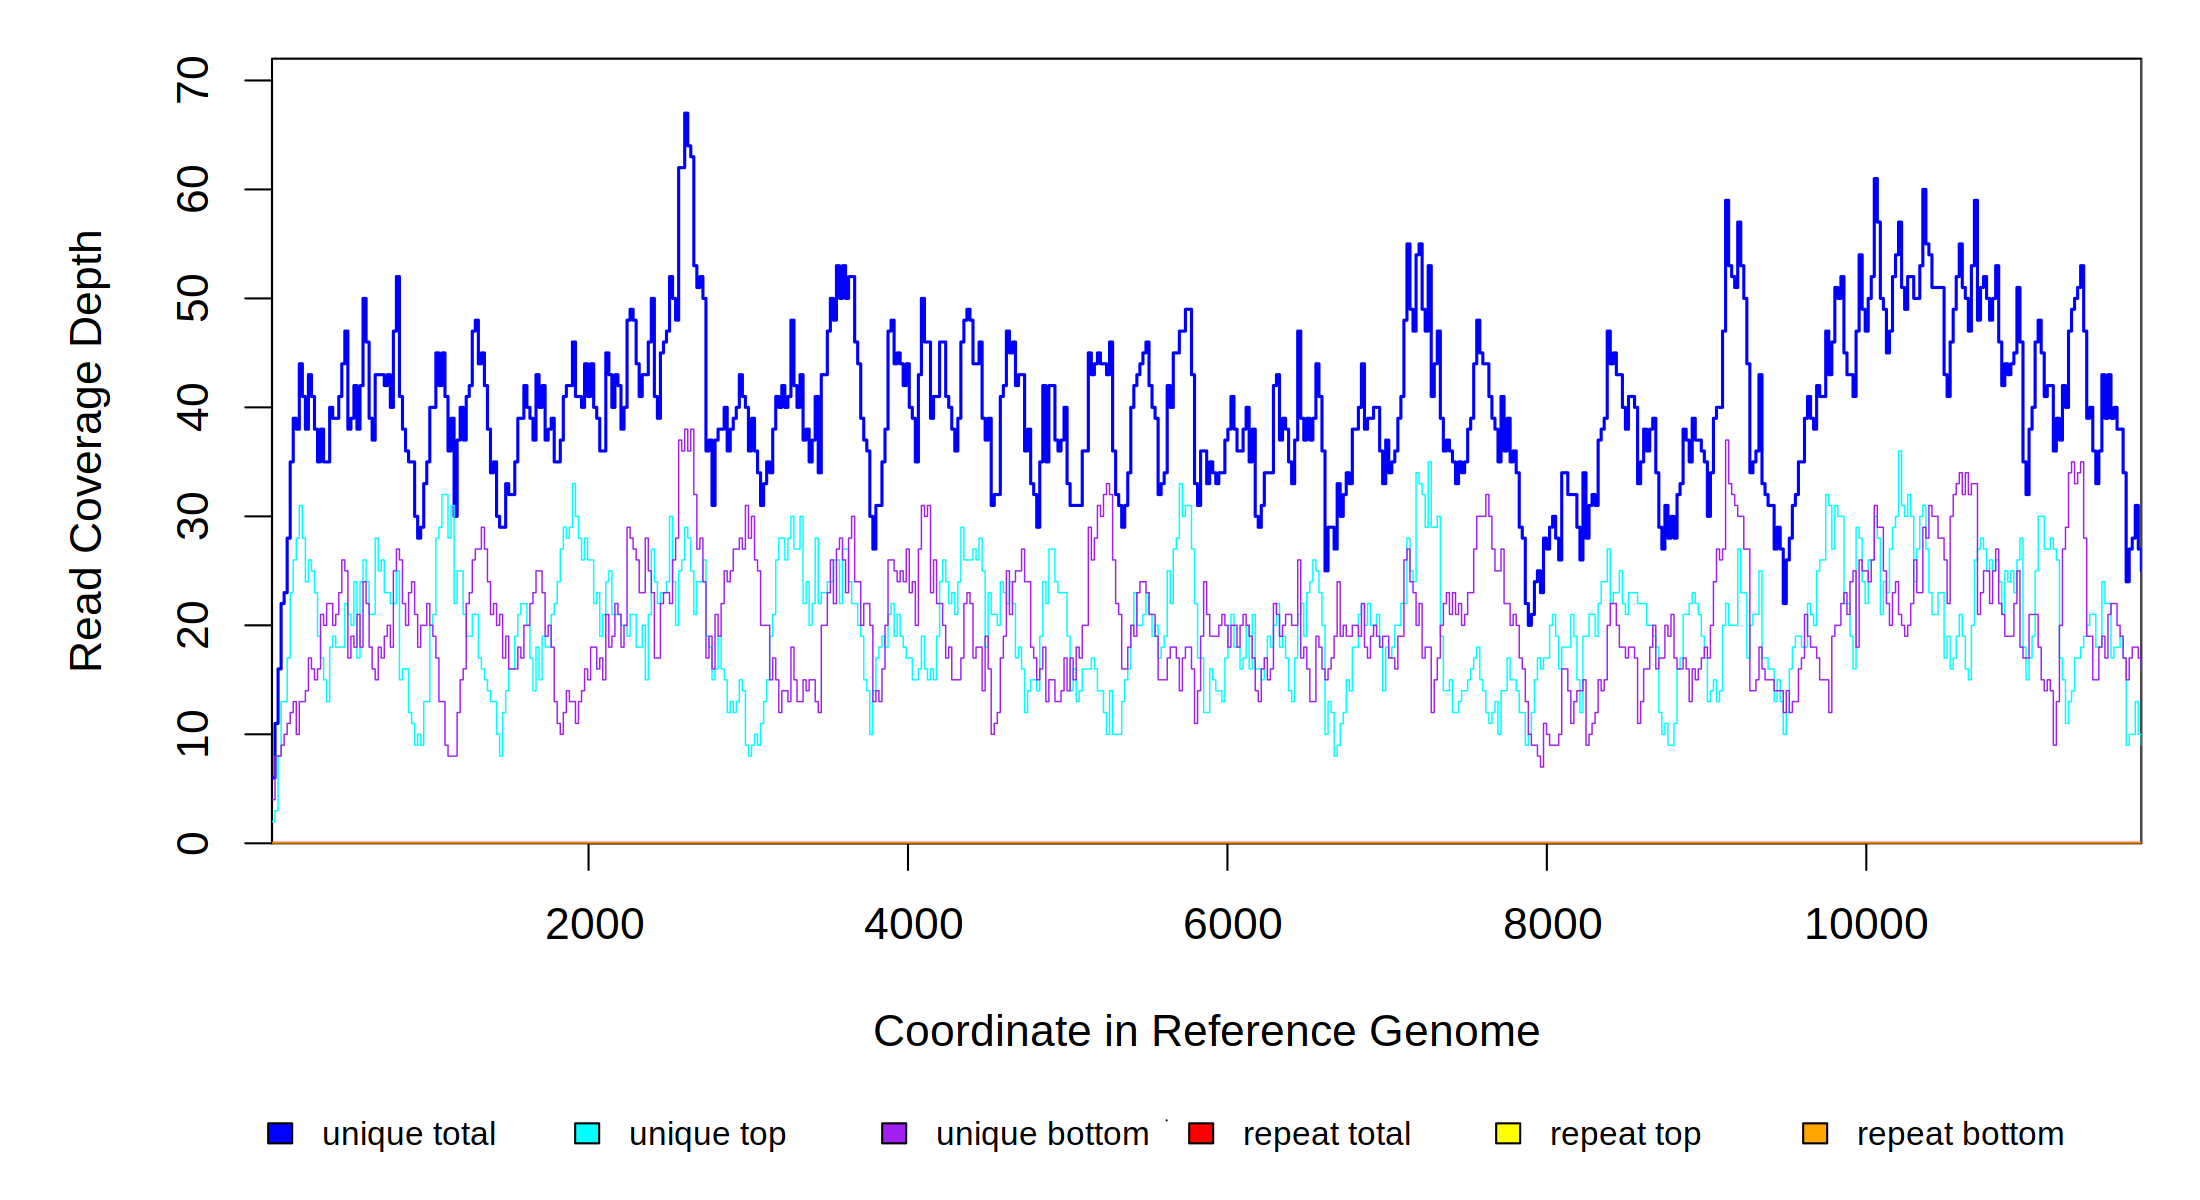 70
60
50
40
30
20
10
0
Read Coverage Depth
2000 4000 6000 8000 10000
Coordinate in Reference Genome
unique total unique top unique bottom repeat total repeat top repeat bottom